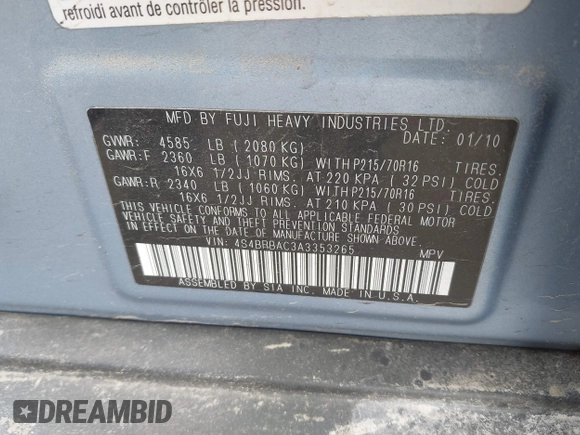 refroidi avant de contrôler la pression.
MFD BY FUJI HEAVY INDUSTRIES LTD. DATE: 01/10
GVWR: 4585 LB ( 2080 KG)
GAWR:F 2360 LB ( 1070 KG) WITH P215/70R16 TIRES.
16X6 1/2JJ RIMS. AT 220 KPA ( 32 PSI) COLD
GAWR:R 2340 LB ( 1060 KG) WITH P215/70R16 TIRES.
16X6 1/2JJ RIMS. AT 210 KPA ( 30 PSI) COLD
THIS VEHICLE CONFORMS TO ALL APPLICABLE FEDERAL MOTOR
VEHICLE SAFETY AND THEFT PREVENTION STANDARDS
IN EFFECT ON THE DATE OF MANUFACTURE SHOWN ABOVE.
VIN: 4S4BRBAC3A3353265 MPV
ASSEMBLED BY SIA INC. MADE IN U.S.A.
DREAMBID